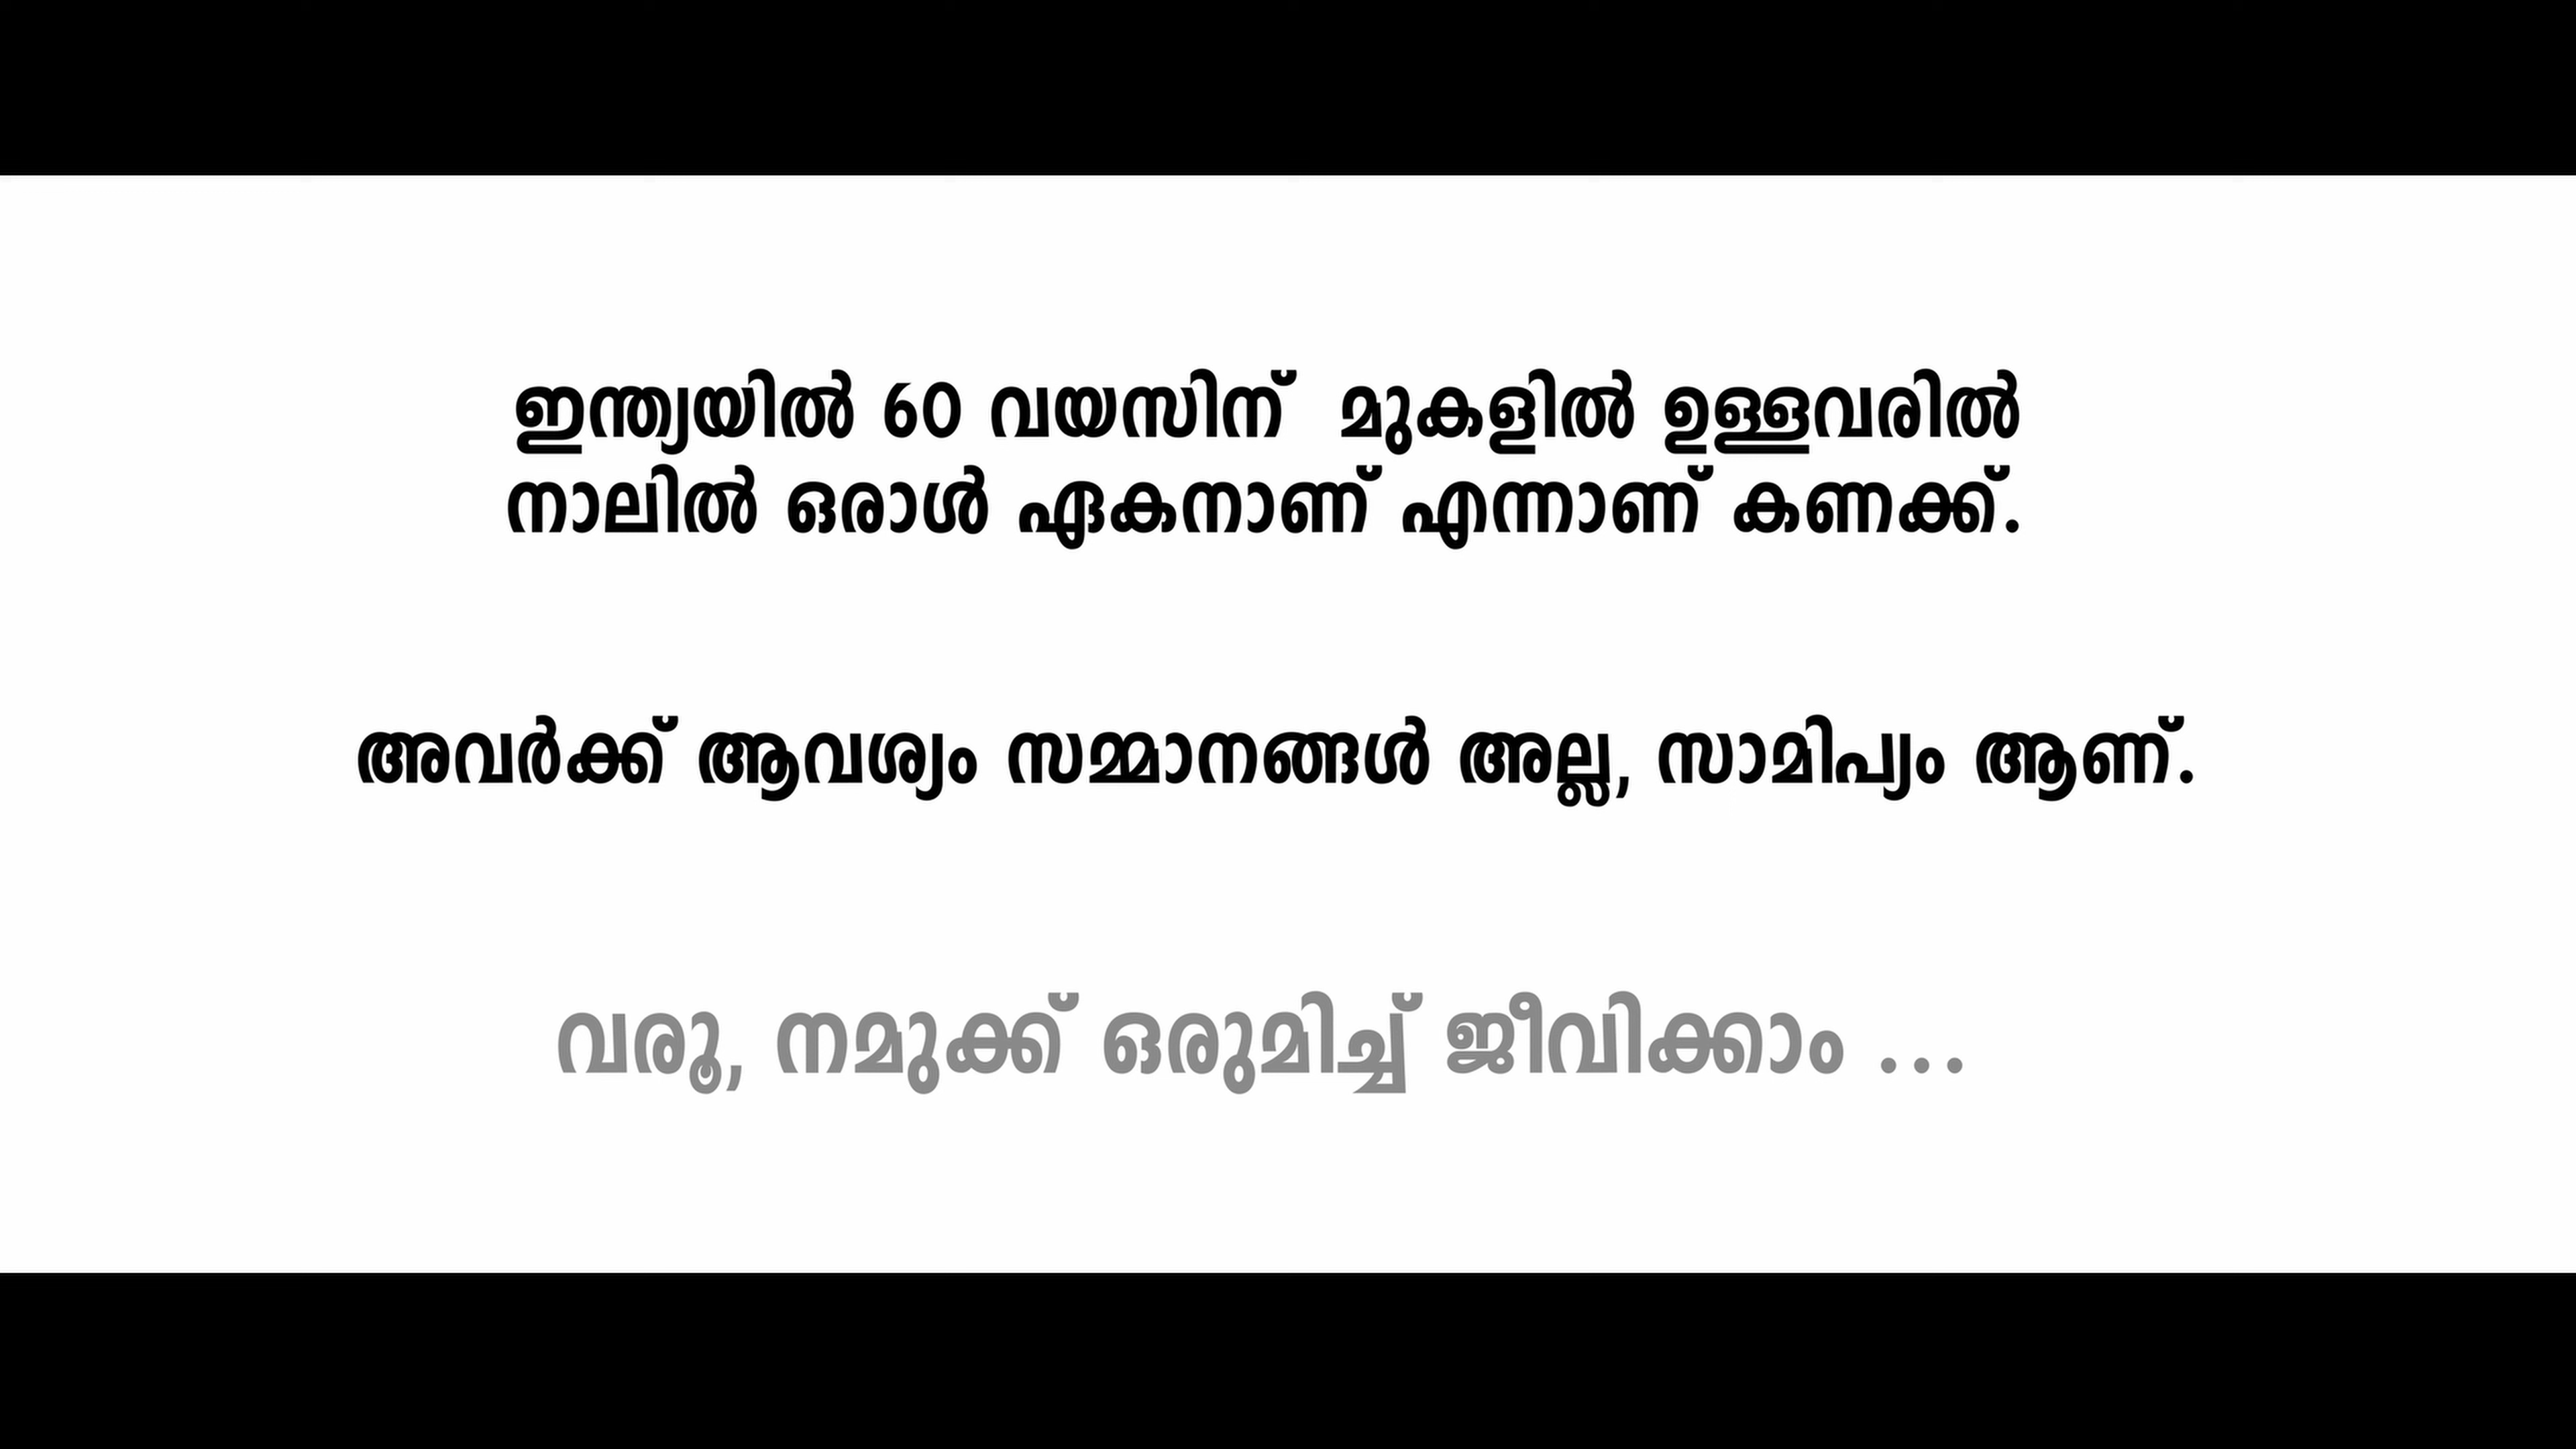 ഇന്ത്യയിൽ 60 വയസിന് മുകളിൽ ഉള്ളവരിൽ
നാലിൽ ഒരാൾ ഏകനാണ് എന്നാണ് കണക്ക്.
അവർക്ക് ആവശ്യം സമ്മാനങ്ങൾ അല്ല, സാമിപ്യം ആണ്.
വരൂ, നമുക്ക് ഒരുമിച്ച് ജീവിക്കാം ...